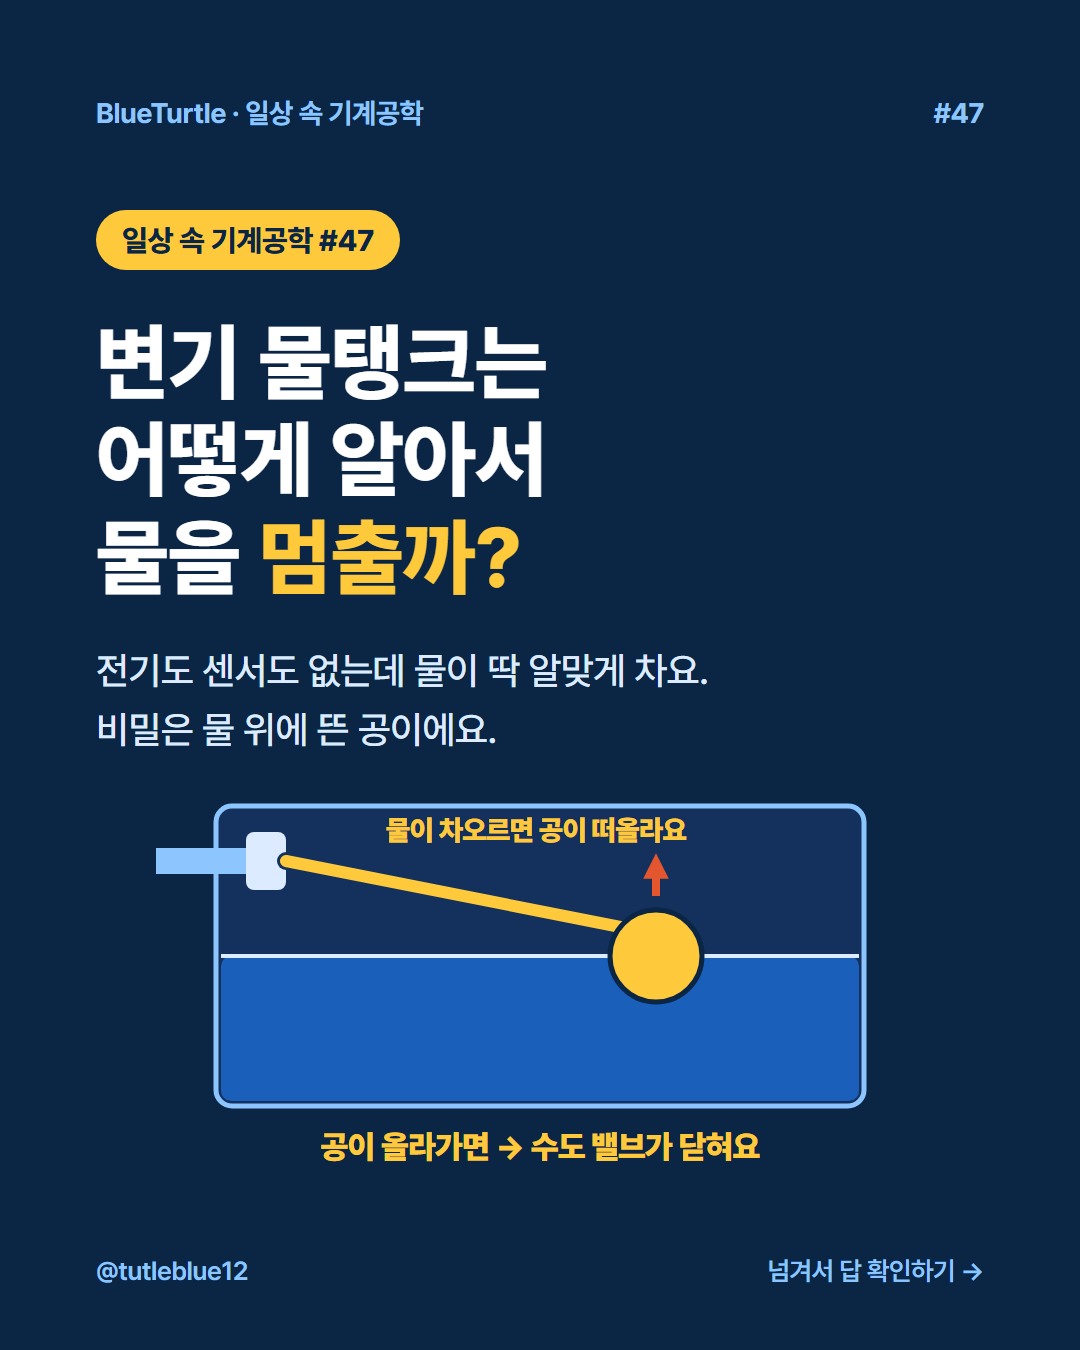 BlueTurtle · 일상 속 기계공학
#47
일상 속 기계공학 #47
변기 물탱크는
어떻게 알아서
물을 멈출까?
전기도 센서도 없는데 물이 딱 알맞게 차요.
비밀은 물 위에 뜬 공이에요.
물이 차오르면 공이 떠올라요
공이 올라가면 → 수도 밸브가 닫혀요
@tutleblue12
넘겨서 답 확인하기 →